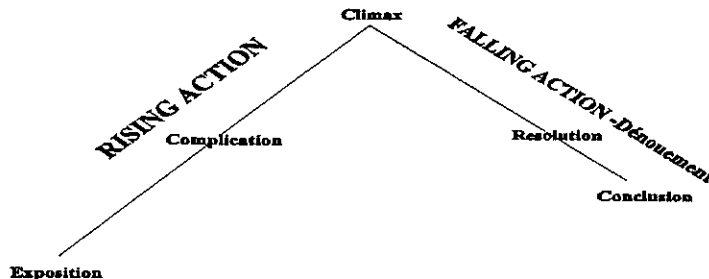 Climax
RISING ACTION
FALLING ACTION -Dénouement
Complication
Resolution
Conclusion
Exposition